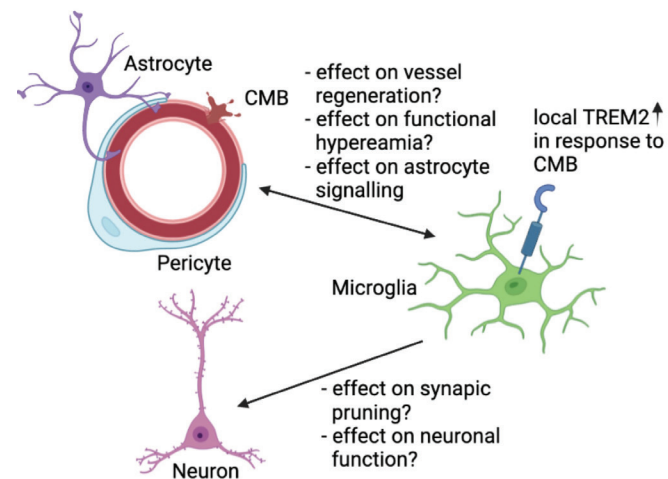 Astrocyte
CMB
- effect on vessel
regeneration?
- effect on functional
hypereamia?
- effect on astrocyte
signalling
local TREM2↑
in response to
CMB
Pericyte
Microglia
- effect on synapic
pruning?
- effect on neuronal
function?
Neuron